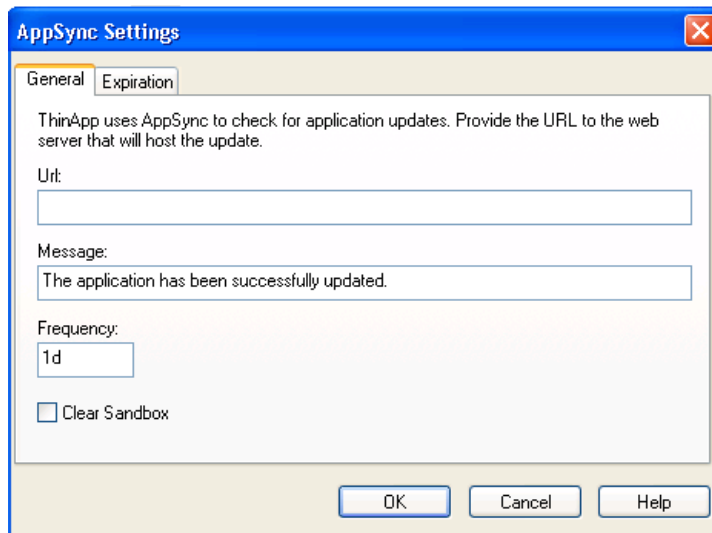 AppSync Settings
General Expiration
ThinApp uses AppSync to check for application updates. Provide the URL to the web
server that will host the update.
Url:
Message:
The application has been successfully updated.
Frequency:
1d
Clear Sandbox
OK Cancel Help